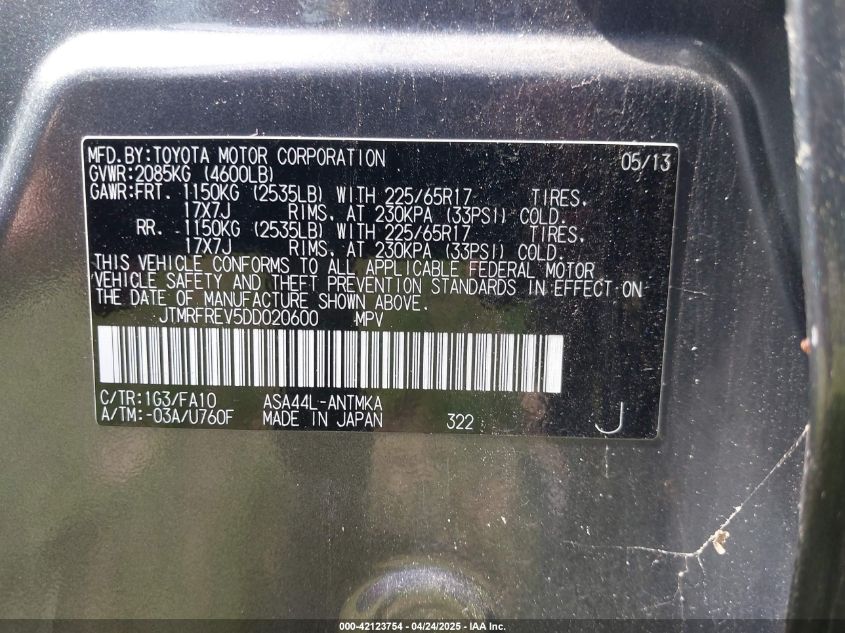 MFD.BY:TOYOTA MOTOR CORPORATION 05/13
GVWR:2085KG (4600LB)
GAWR:FRT. 1150KG (2535LB) WITH 225/65R17 TIRES.
17X7J RIMS. AT 230KPA (33PSI) COLD.
RR. 1150KG (2535LB) WITH 225/65R17 TIRES.
17X7J RIMS. AT 230KPA (33PSI) COLD.
THIS VEHICLE CONFORMS TO ALL APPLICABLE FEDERAL MOTOR
VEHICLE SAFETY AND THEFT PREVENTION STANDARDS IN EFFECT ON
THE DATE OF MANUFACTURE SHOWN ABOVE.
JTMRFREV5DD020600 MPV
C/TR:1G3/FA10 ASA44L-ANTMKA
A/TM:-03A/U760F MADE IN JAPAN 322 J
000-42123754 - 04/24/2025 - IAA Inc.